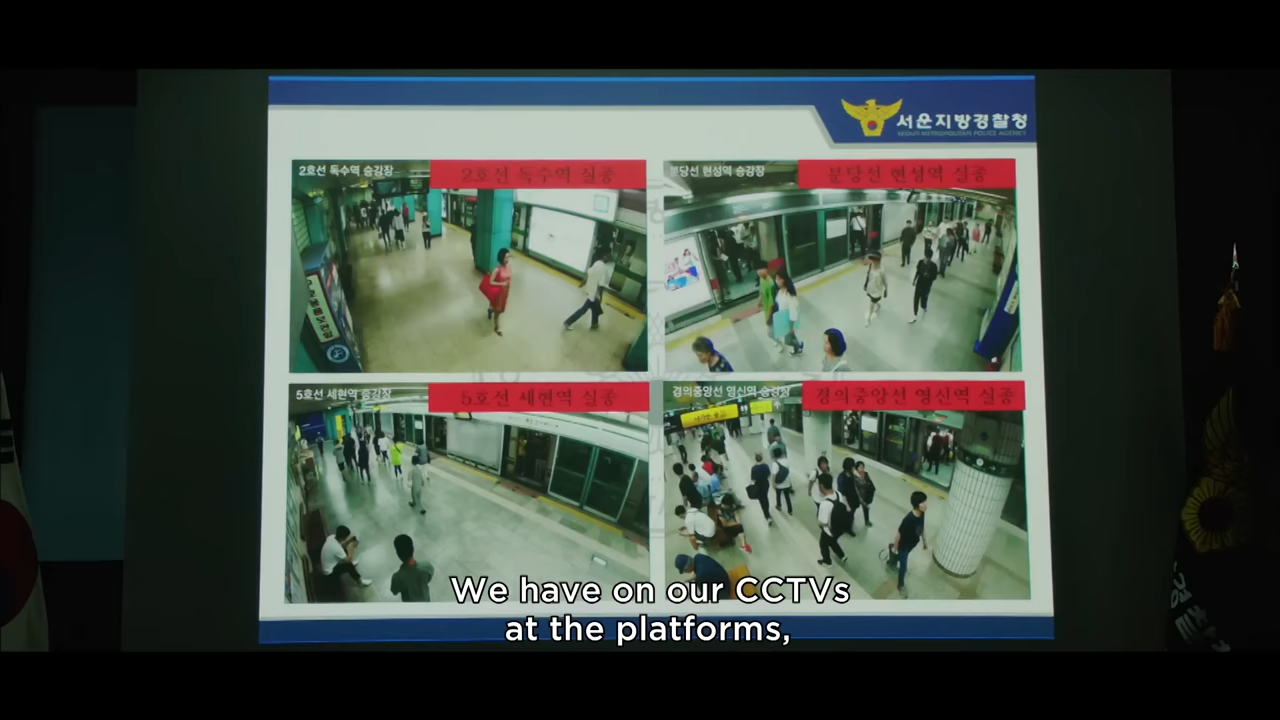 서운지방경찰청
SEOUN METROPOLITAN POLICE AGENCY
2호선 독수역 승강장
2호선 독수역 실종
분당선 현성역 승강장
분당선 현성역 실종
5호선 세현역 승강장
5호선 세현역 실종
경의중앙선 영신역 승강장
경의중앙선 영신역 실종
We have on our CCTVs
at the platforms,